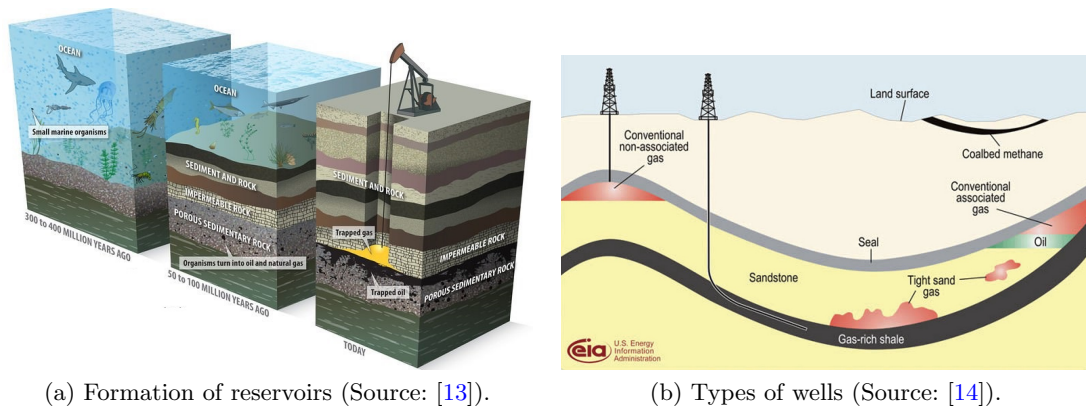 OCEAN
Small marine organisms
300 to 400 MILLION YEARS AGO
OCEAN
SEDIMENT AND ROCK
IMPERMEABLE ROCK
POROUS SEDIMENTARY ROCK
Organisms turn into oil and natural gas
50 to 100 MILLION YEARS AGO
SEDIMENT AND ROCK
Trapped gas
IMPERMEABLE ROCK
POROUS SEDIMENTARY ROCK
Trapped oil
TODAY
(a) Formation of reservoirs (Source: [13]).
Land surface
Coalbed methane
Conventional
non-associated
gas
Conventional
associated
gas
Seal
Oil
Sandstone
Tight sand
gas
Gas-rich shale
eia
U.S. Energy
Information
Administration
(b) Types of wells (Source: [14]).